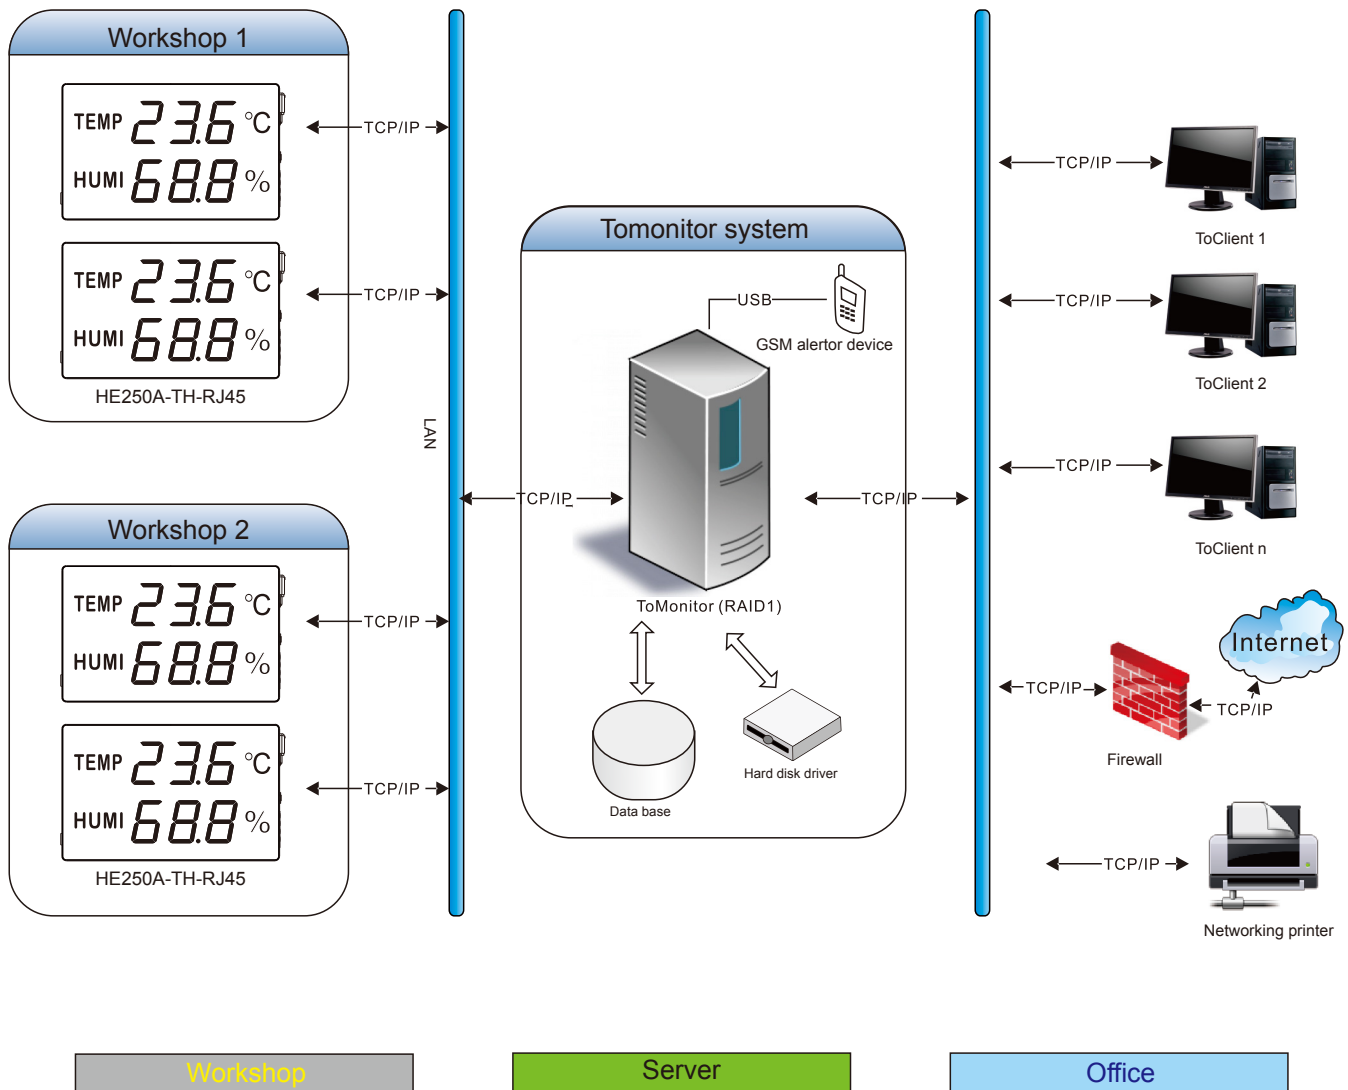 Workshop 1
TEMP 23.6 °C
HUMI 68.8 %
TCP/IP
TEMP 23.6 °C
HUMI 68.8 %
TCP/IP
HE250A-TH-RJ45
Workshop 2
TEMP 23.6 °C
HUMI 68.8 %
TCP/IP
TEMP 23.6 °C
HUMI 68.8 %
TCP/IP
HE250A-TH-RJ45
LAN
Tomonitor system
USB
GSM alertor device
TCP/IP
TCP/IP
ToMonitor (RAID1)
Data base
Hard disk driver
TCP/IP
ToClient 1
TCP/IP
ToClient 2
TCP/IP
ToClient n
Internet
TCP/IP
TCP/IP
Firewall
TCP/IP
Networking printer
Workshop
Server
Office